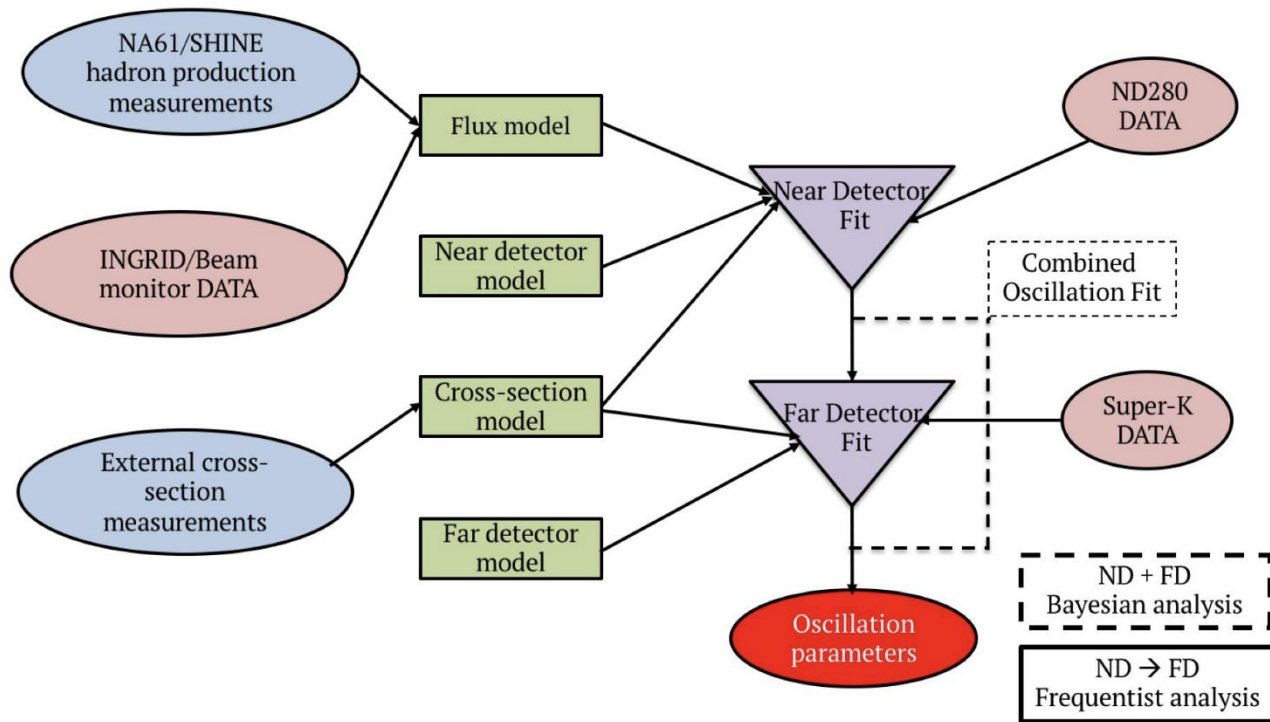 NA61/SHINE
hadron production
measurements
Flux model
ND280
DATA
Near Detector
Fit
INGRID/Beam
monitor DATA
Near detector
model
Combined
Oscillation Fit
Cross-section
model
Far Detector
Fit
Super-K
DATA
External cross-
section
measurements
Far detector
model
Oscillation
parameters
ND + FD
Bayesian analysis
ND → FD
Frequentist analysis